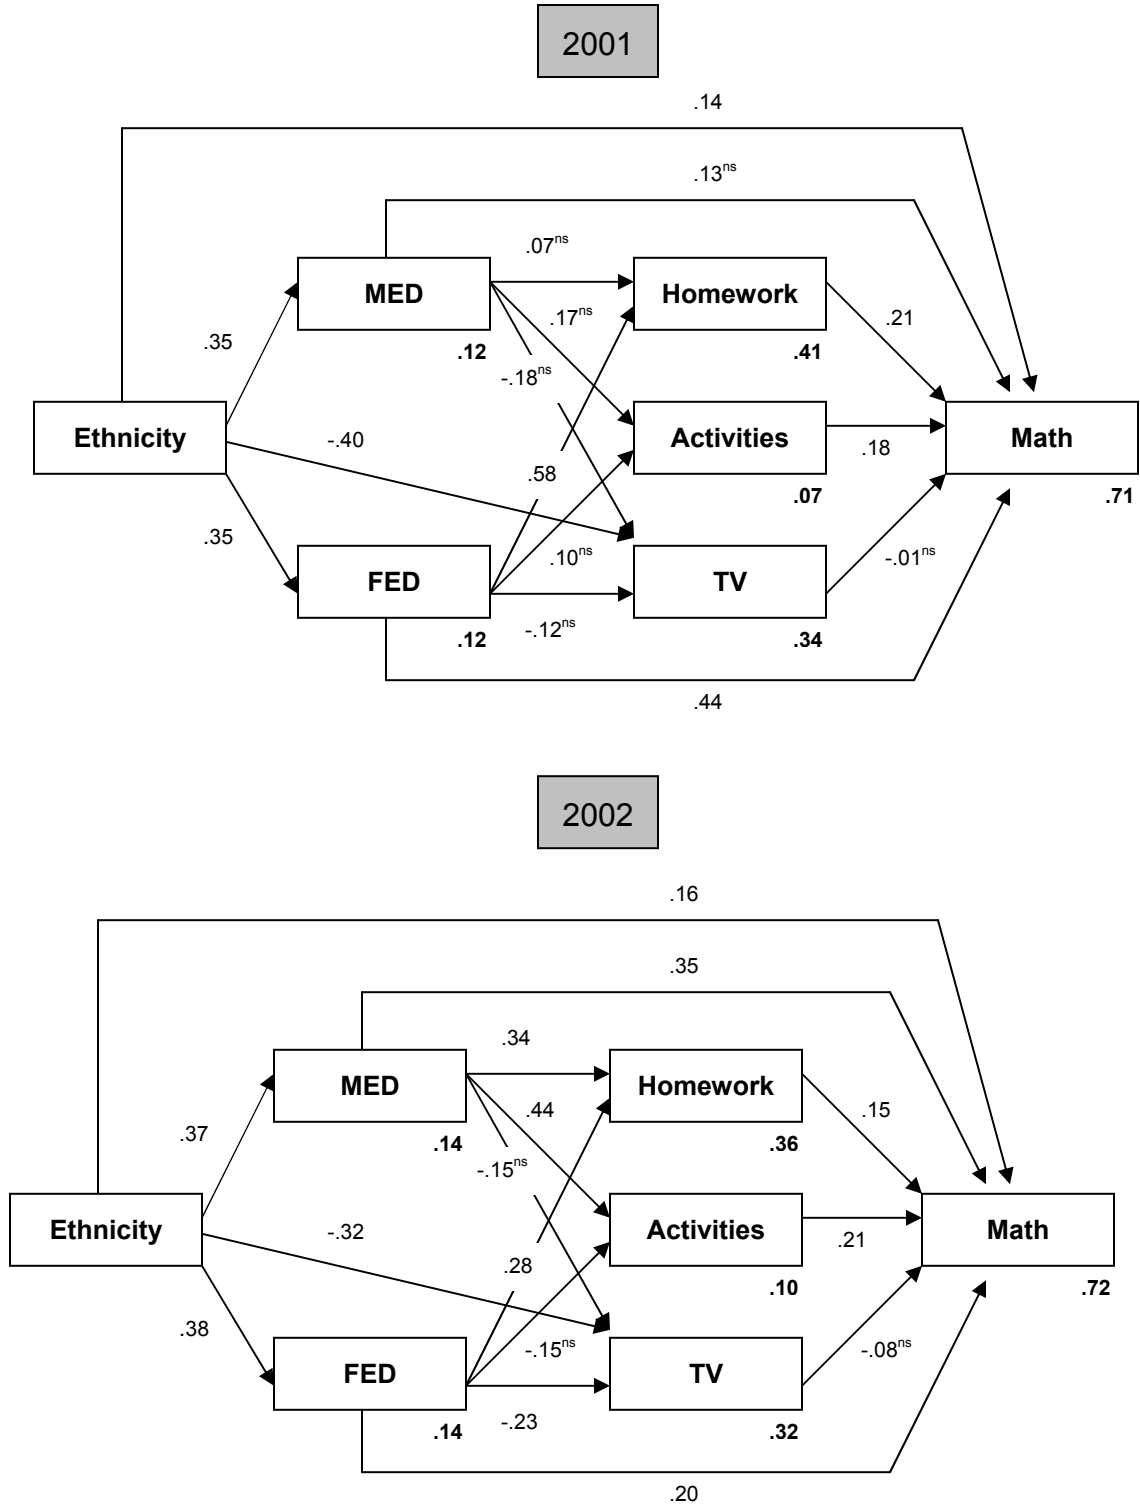 2001
.14
.13ns
.07ns
MED
Homework
.17ns
.21
.35
.12
.41
-.18ns
Ethnicity
-.40
Activities
Math
.18
.58
.07
.71
.35
.10ns
-.01ns
FED
TV
-.12ns
.12
.34
.44
2002
.16
.35
.34
MED
Homework
.44
.15
.37
.14
.36
-.15ns
Ethnicity
-.32
Activities
Math
.21
.28
.10
.72
.38
-.15ns
-.08ns
FED
TV
-.23
.14
.32
.20